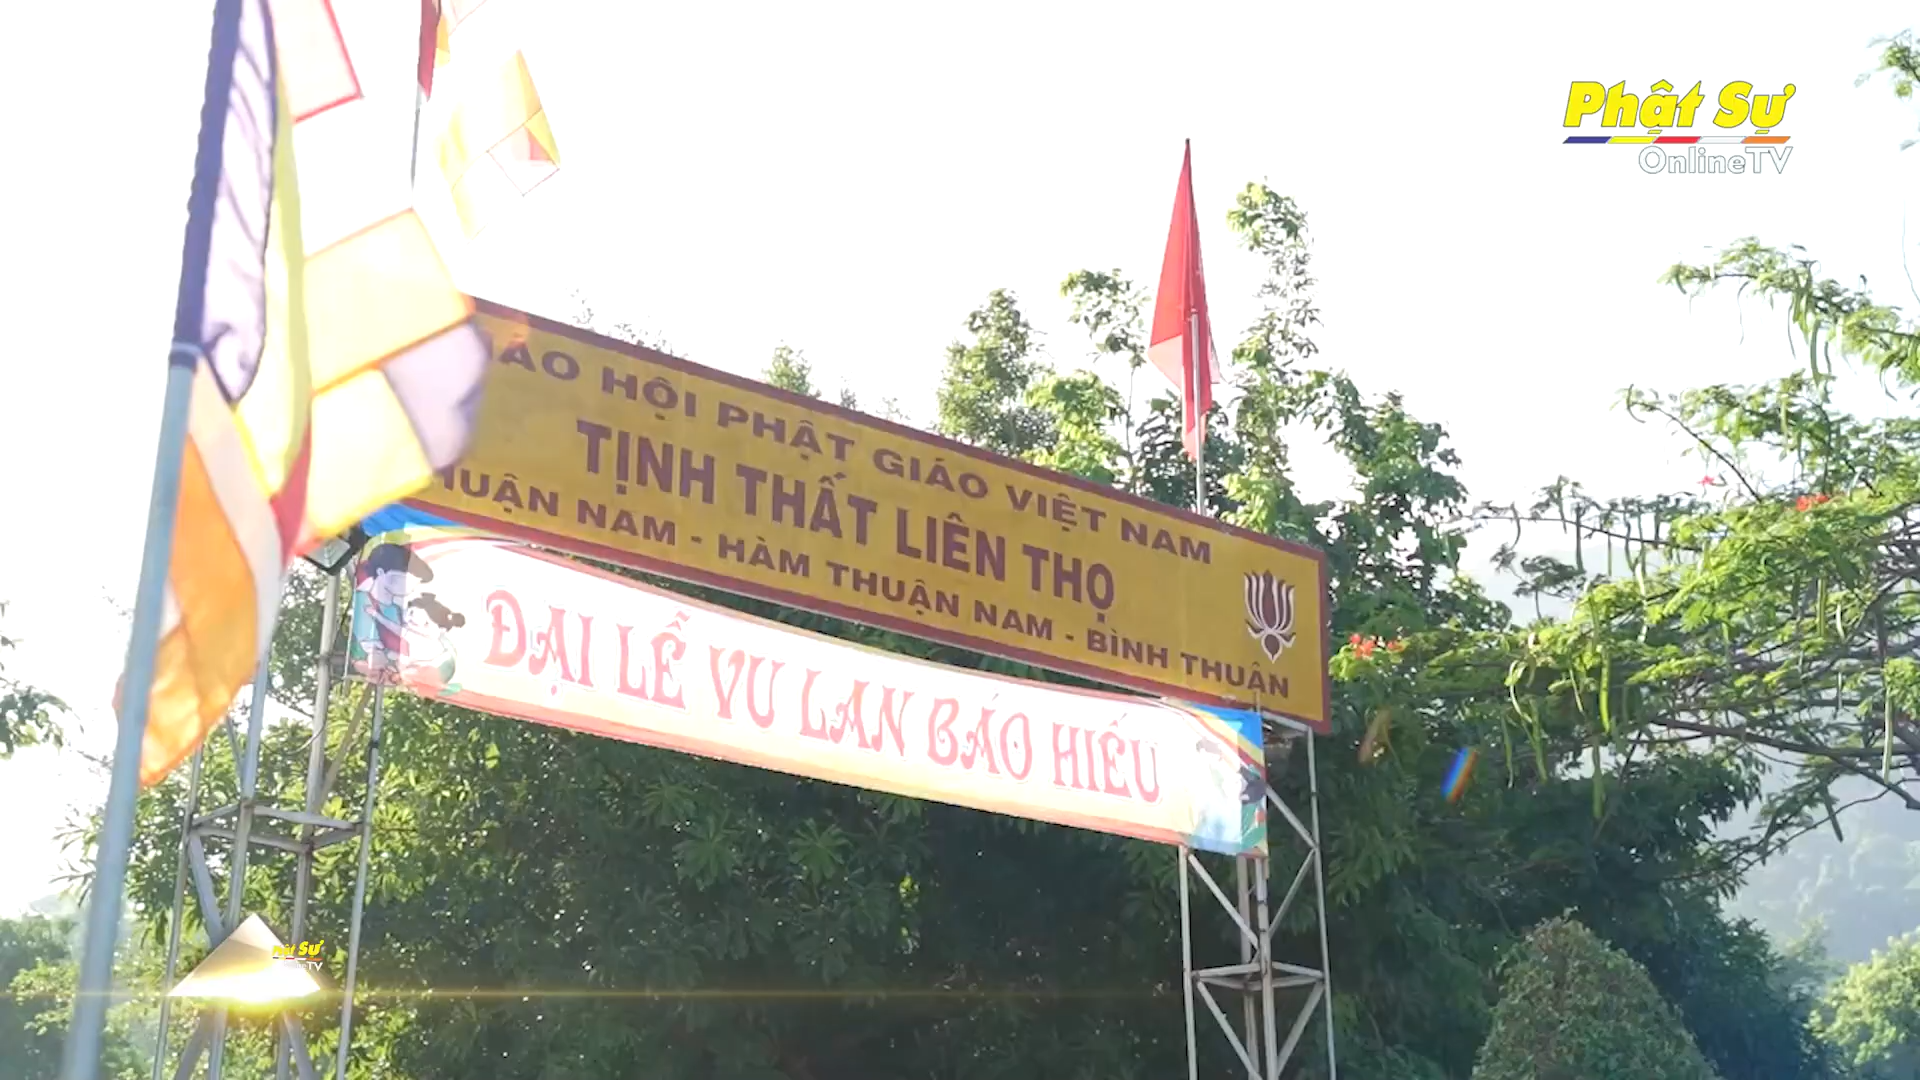 Phật Sự
OnlineTV
HỘI PHẬT GIÁO VIỆT NAM
TỊNH THẤT LIÊN THỌ
NAM - HÀM THUẬN NAM - BÌNH THUẬN
ĐẠI LỄ VU LAN BÁO HIẾU
Sự